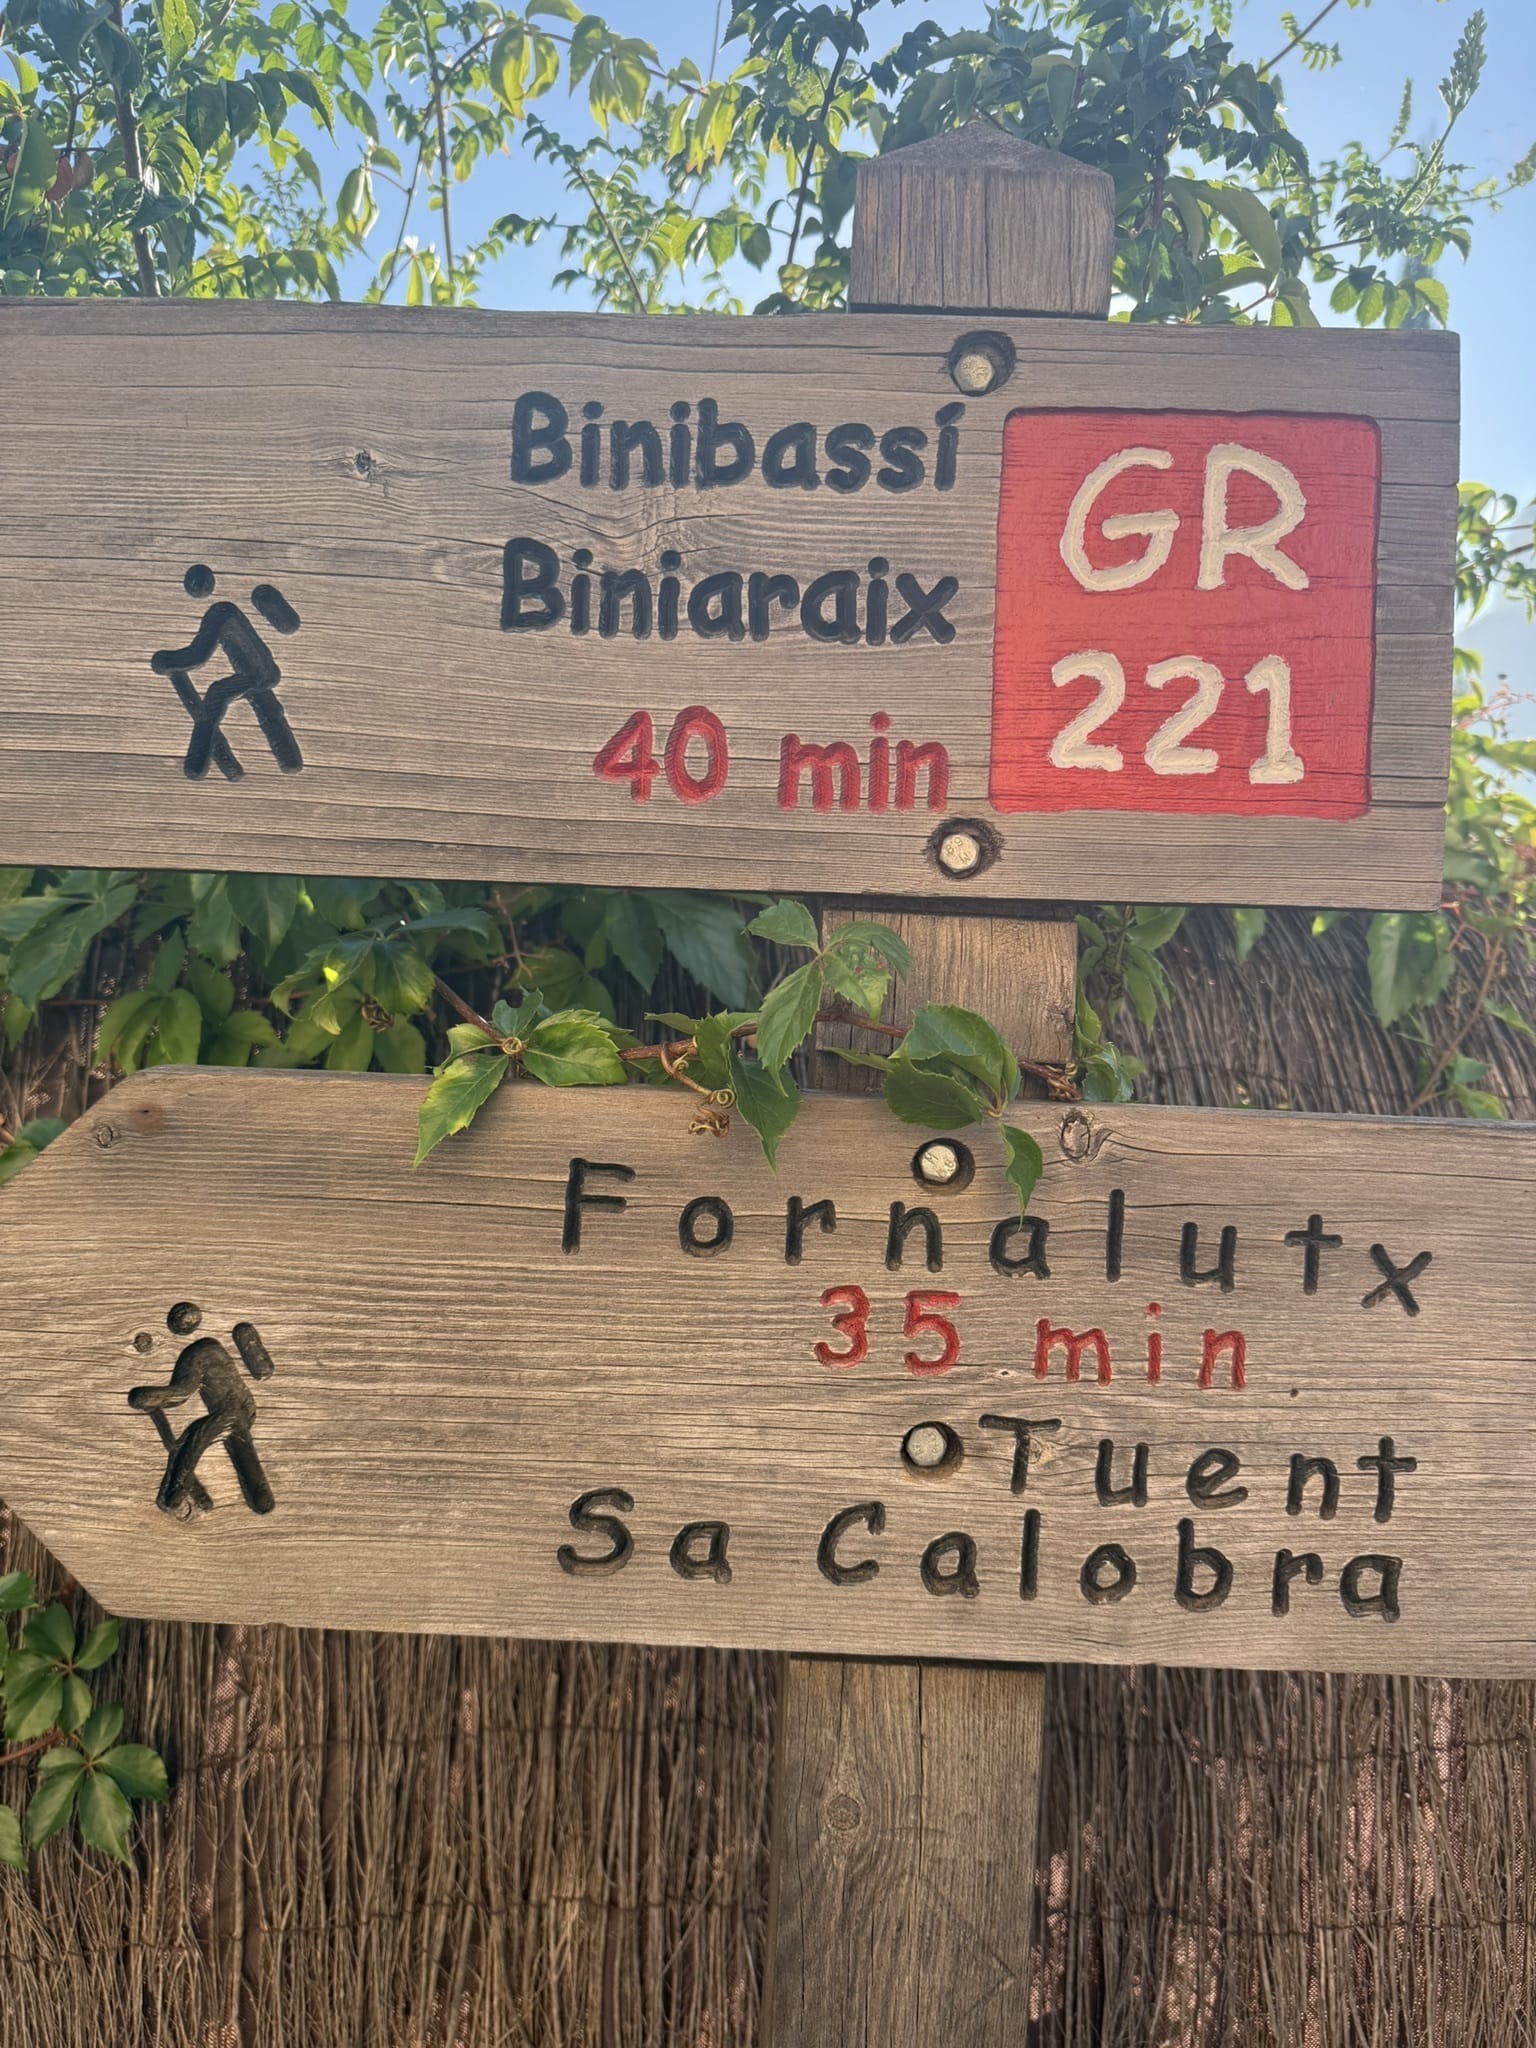 Binibassí
Biniaraix
40 min
GR
221
Fornalutx
35 min
Tuent
Sa Calobra